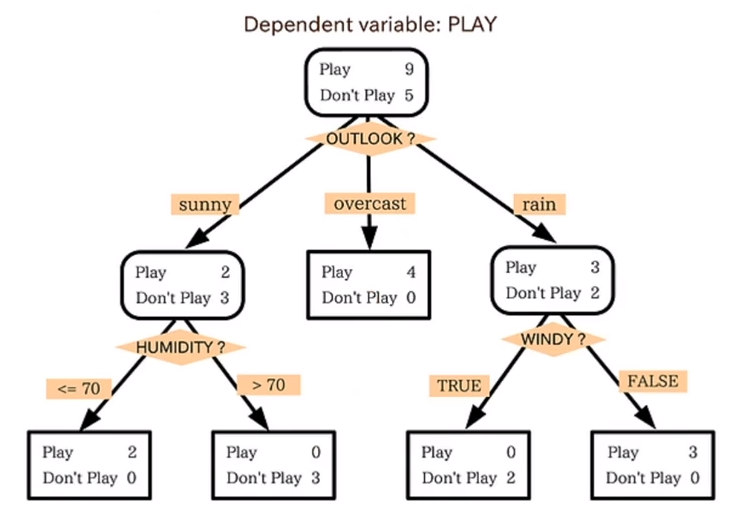 Dependent variable: PLAY
Play 9
Don't Play 5
OUTLOOK ?
sunny
overcast
rain
Play 2
Don't Play 3
Play 4
Don't Play 0
Play 3
Don't Play 2
HUMIDITY ?
WINDY ?
<= 70
> 70
TRUE
FALSE
Play 2
Don't Play 0
Play 0
Don't Play 3
Play 0
Don't Play 2
Play 3
Don't Play 0